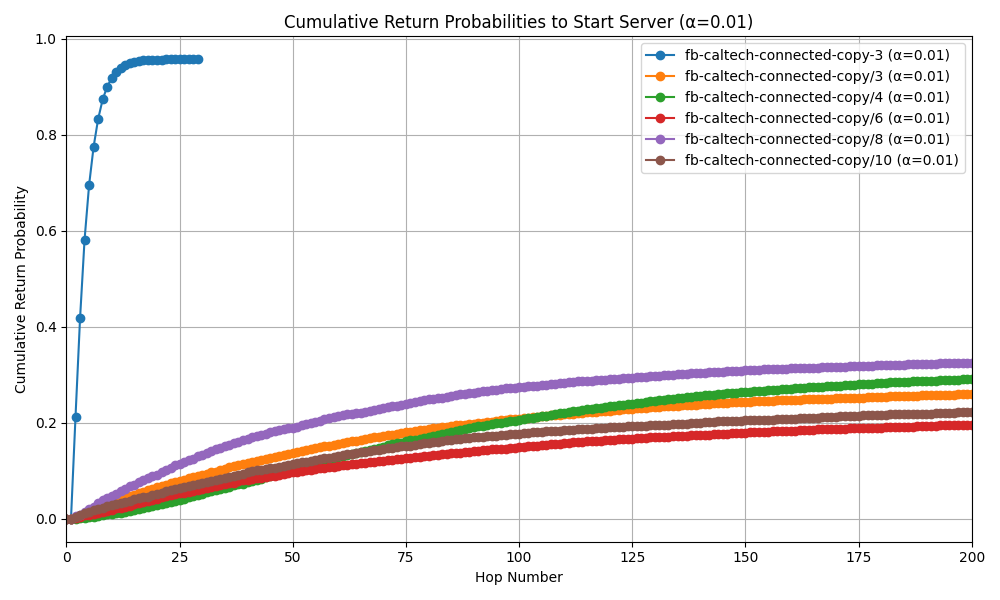 Cumulative Return Probabilities to Start Server (α=0.01)
Cumulative Return Probability
1.0
0.8
0.6
0.4
0.2
0.0
fb-caltech-connected-copy-3 (α=0.01)
fb-caltech-connected-copy/3 (α=0.01)
fb-caltech-connected-copy/4 (α=0.01)
fb-caltech-connected-copy/6 (α=0.01)
fb-caltech-connected-copy/8 (α=0.01)
fb-caltech-connected-copy/10 (α=0.01)
0 25 50 75 100 125 150 175 200
Hop Number